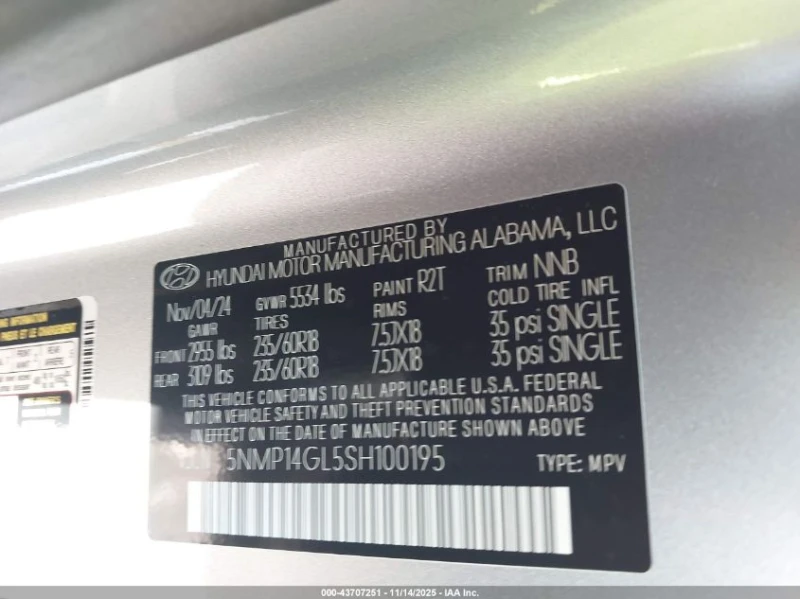 MANUFACTURED BY
HYUNDAI MOTOR MANUFACTURING ALABAMA, LLC
Nov/04/24 GVWR 5534 lbs PAINT R2T TRIM NNB
GAWR TIRES RIMS COLD TIRE INFL
FRONT 2955 lbs 235/60R18 7.5JX18 35 psi SINGLE
REAR 3109 lbs 235/60R18 7.5JX18 35 psi SINGLE
THIS VEHICLE CONFORMS TO ALL APPLICABLE U.S.A. FEDERAL
MOTOR VEHICLE SAFETY AND THEFT PREVENTION STANDARDS
IN EFFECT ON THE DATE OF MANUFACTURE SHOWN ABOVE
5NMP14GL5SH100195 TYPE: MPV
INFORMATION
000-43707251 - 11/14/2025 - IAA Inc.